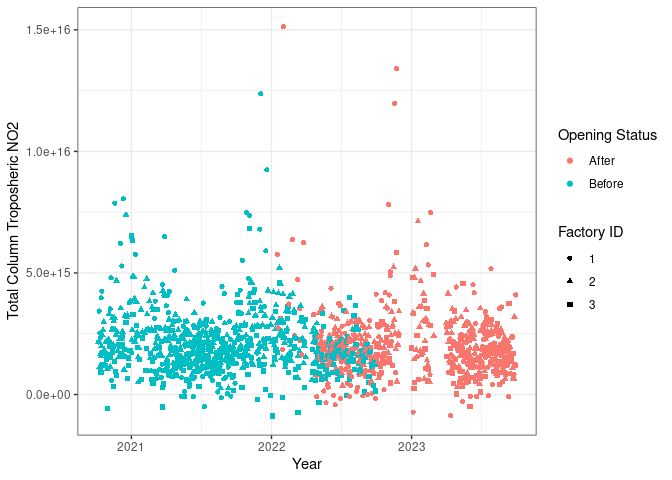 1.5e+16
1.0e+16
5.0e+15
0.0e+00
Total Column Troposheric NO2
2021
2022
2023
Year
Opening Status
After
Before
Factory ID
1
2
3